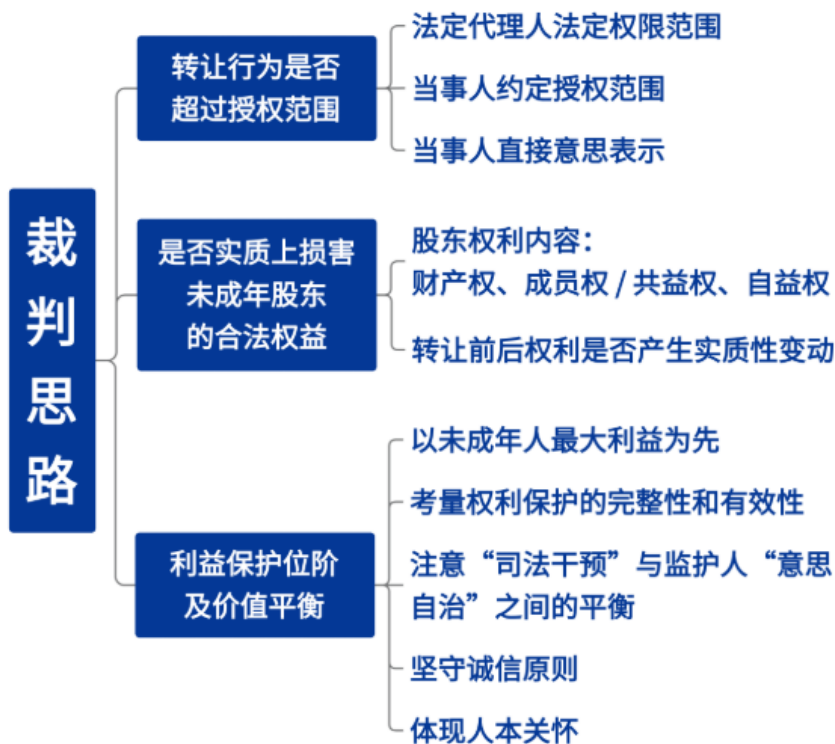 裁判思路
转让行为是否
超过授权范围
法定代理人法定权限范围
当事人约定授权范围
当事人直接意思表示
是否实质上损害
未成年股东
的合法权益
股东权利内容：
财产权、成员权 / 共益权、自益权
转让前后权利是否产生实质性变动
利益保护位阶
及价值平衡
以未成年人最大利益为先
考量权利保护的完整性和有效性
注意“司法干预”与监护人“意思
自治”之间的平衡
坚守诚信原则
体现人本关怀